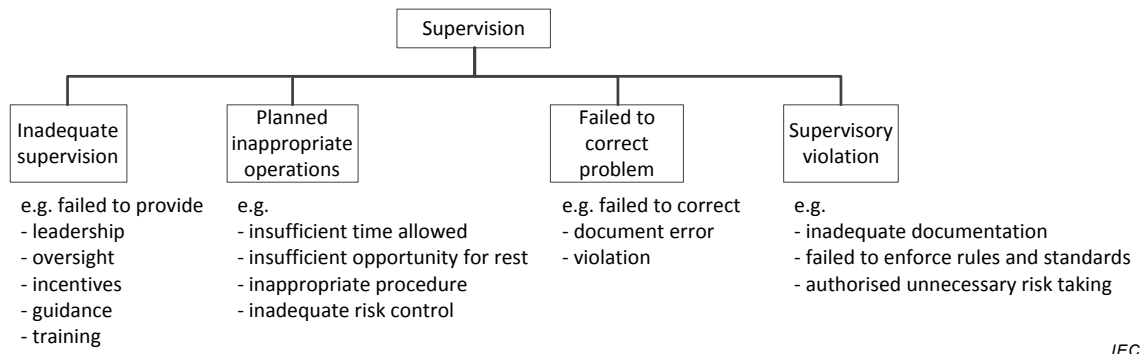 Supervision
Inadequate
supervision
Planned
inappropriate
operations
Failed to
correct
problem
Supervisory
violation
e.g. failed to provide
- leadership
- oversight
- incentives
- guidance
- training
e.g.
- insufficient time allowed
- insufficient opportunity for rest
- inappropriate procedure
- inadequate risk control
e.g. failed to correct
- document error
- violation
e.g.
- inadequate documentation
- failed to enforce rules and standards
- authorised unnecessary risk taking
IEC